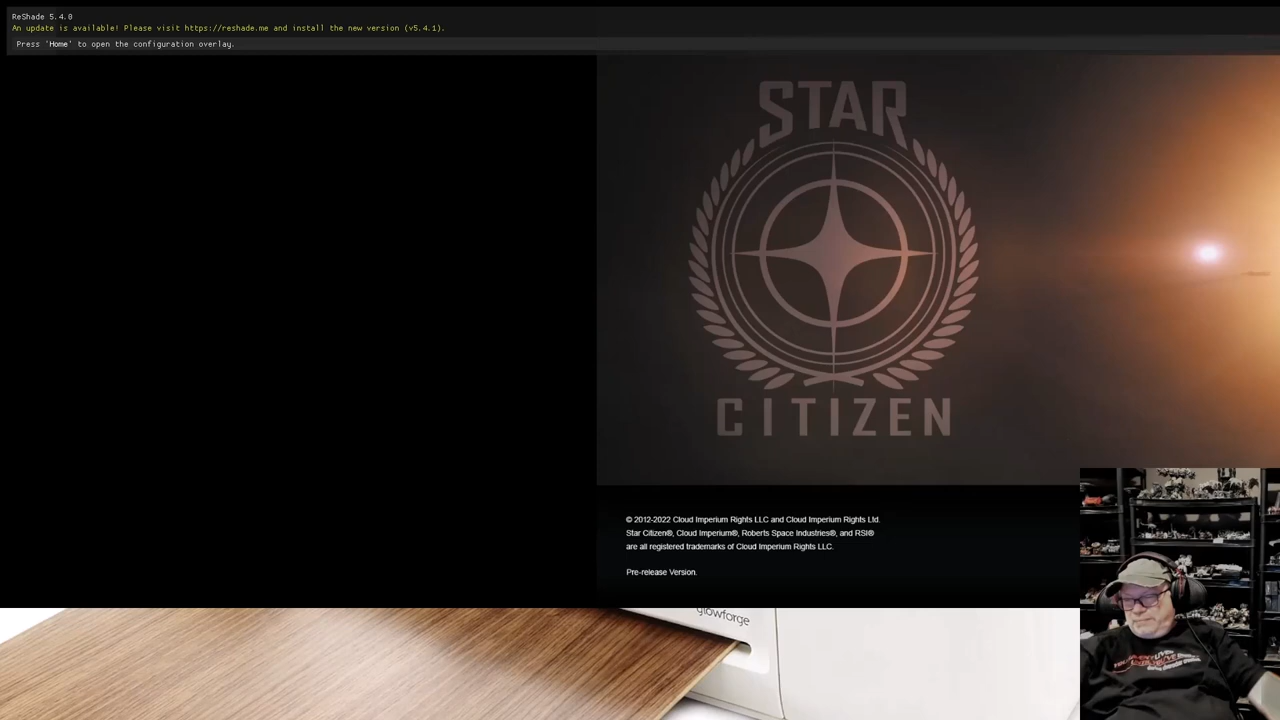 ReShade 5.4.0
An update is available! Please visit https://reshade.me and install the new version (v5.4.1).
Press 'Home' to open the configuration overlay.
STAR
CITIZEN
© 2012-2022 Cloud Imperium Rights LLC and Cloud Imperium Rights Ltd.
Star Citizen®, Cloud Imperium®, Roberts Space Industries®, and RSI®
are all registered trademarks of Cloud Imperium Rights LLC.
Pre-release Version.
glowforge